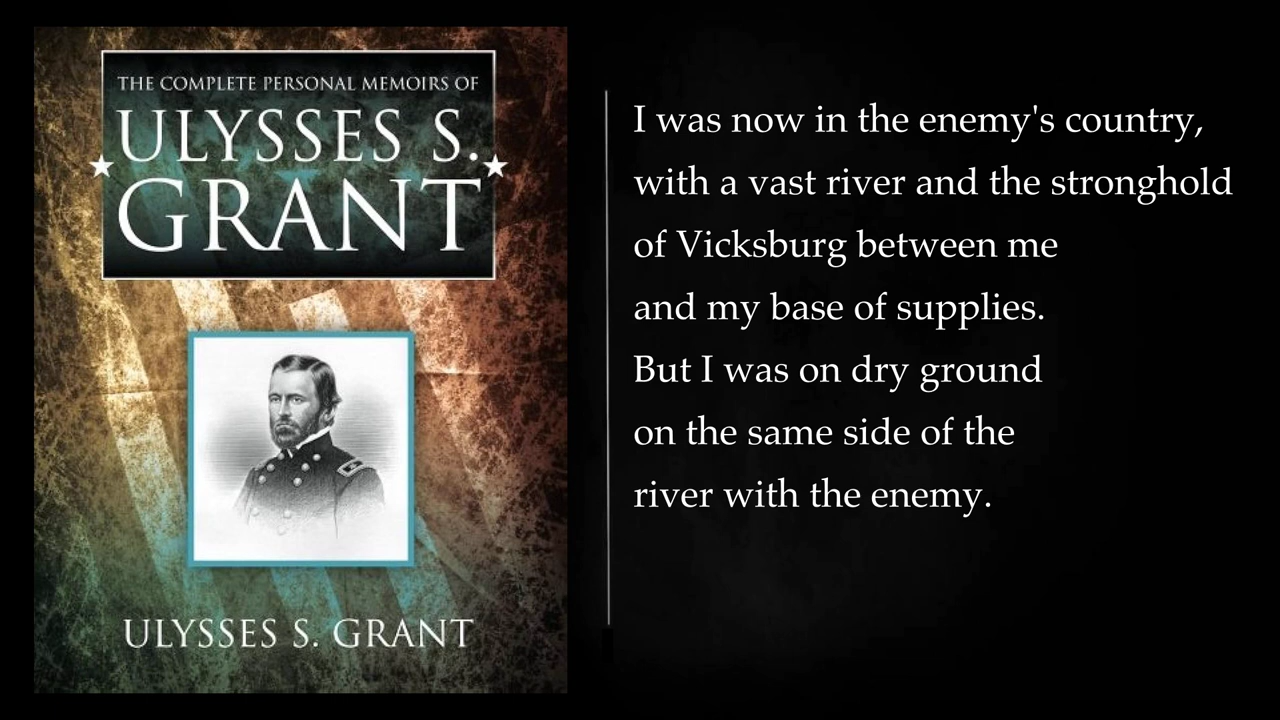 THE COMPLETE PERSONAL MEMOIRS OF
ULYSSES S.
GRANT
ULYSSES S. GRANT
I was now in the enemy's country,
with a vast river and the stronghold
of Vicksburg between me
and my base of supplies.
But I was on dry ground
on the same side of the
river with the enemy.